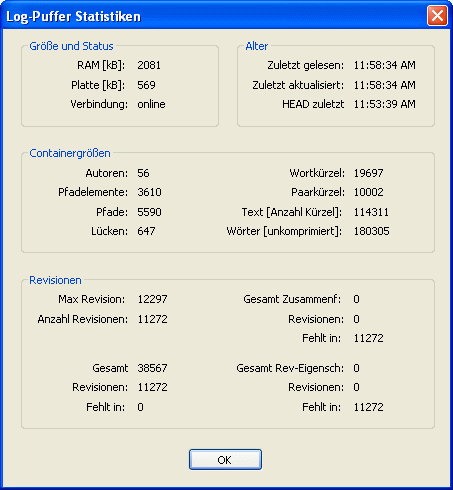 Log-Puffer Statistiken
Größe und Status
RAM [kB]: 2081
Platte [kB]: 569
Verbindung: online
Alter
Zuletzt gelesen: 11:58:34 AM
Zuletzt aktualisiert: 11:58:34 AM
HEAD zuletzt 11:53:39 AM
Containergrößen
Autoren: 56
Pfadelemente: 3610
Pfade: 5590
Lücken: 647
Wortkürzel: 19697
Paarkürzel: 10002
Text [Anzahl Kürzel]: 114311
Wörter [unkomprimiert]: 180305
Revisionen
Max Revision: 12297
Anzahl Revisionen: 11272
Gesamt 38567
Revisionen: 11272
Fehlt in: 0
Gesamt Zusammenf: 0
Revisionen: 0
Fehlt in: 11272
Gesamt Rev-Eigensch: 0
Revisionen: 0
Fehlt in: 11272
OK